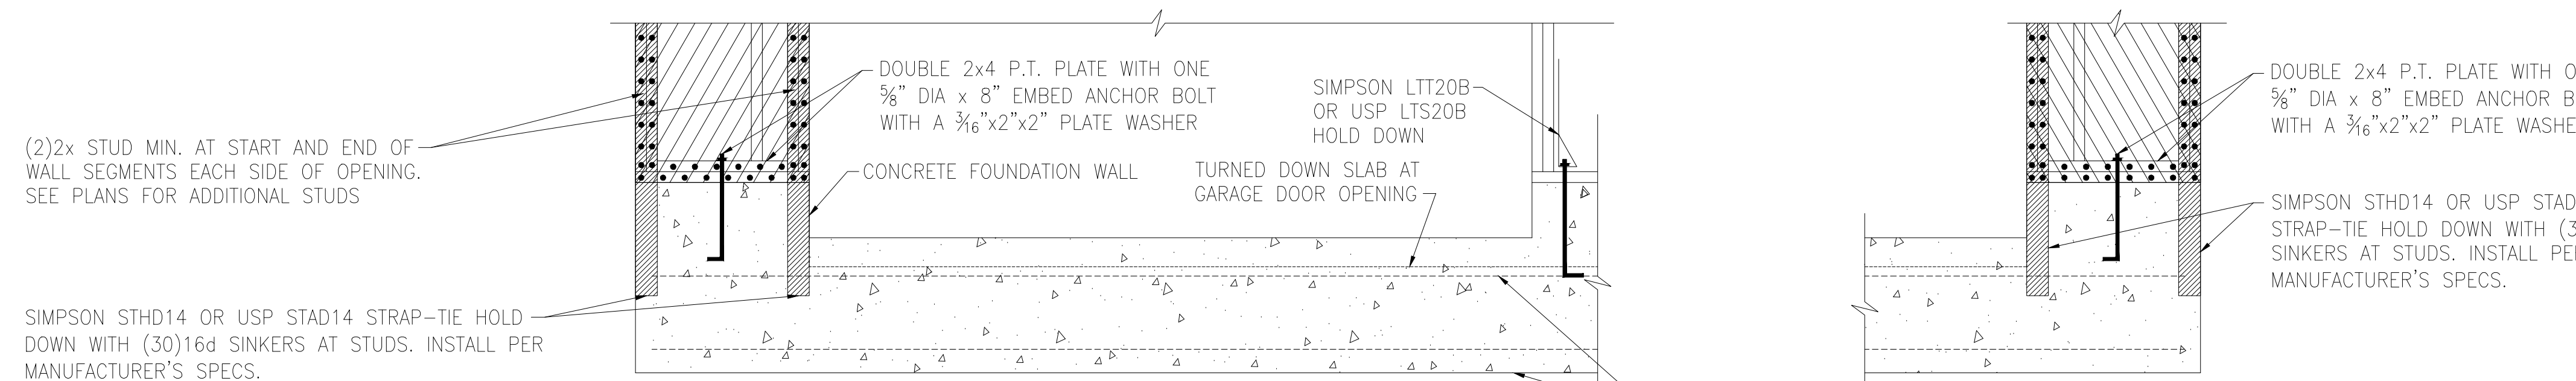 (2)2x STUD MIN. AT START AND END OF
WALL SEGMENTS EACH SIDE OF OPENING.
SEE PLANS FOR ADDITIONAL STUDS
SIMPSON STHD14 OR USP STAD14 STRAP-TIE HOLD
DOWN WITH (30)16d SINKERS AT STUDS. INSTALL PER
MANUFACTURER'S SPECS.
DOUBLE 2x4 P.T. PLATE WITH ONE
⅝" DIA x 8" EMBED ANCHOR BOLT
WITH A 3/16"x2"x2" PLATE WASHER
CONCRETE FOUNDATION WALL
SIMPSON LTT20B
OR USP LTS20B
HOLD DOWN
TURNED DOWN SLAB AT
GARAGE DOOR OPENING
DOUBLE 2x4 P.T. PLATE WITH
⅝" DIA x 8" EMBED ANCHOR
WITH A 3/16"x2"x2" PLATE
SIMPSON STHD14 OR USP
STRAP-TIE HOLD DOWN WITH
SINKERS AT STUDS. INSTALL
MANUFACTURER'S SPECS.